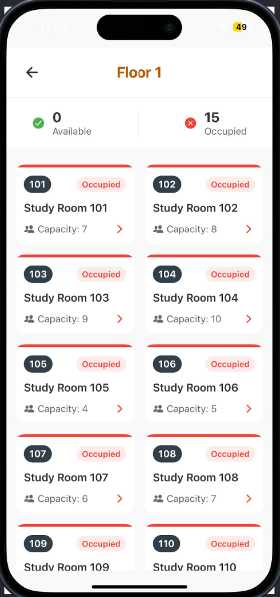 49
Floor 1
0
Available
15
Occupied
101 Occupied
Study Room 101
Capacity: 7
102 Occupied
Study Room 102
Capacity: 8
103 Occupied
Study Room 103
Capacity: 9
104 Occupied
Study Room 104
Capacity: 10
105 Occupied
Study Room 105
Capacity: 4
106 Occupied
Study Room 106
Capacity: 5
107 Occupied
Study Room 107
Capacity: 6
108 Occupied
Study Room 108
Capacity: 7
109 Occupied
Study Room 109
110 Occupied
Study Room 110